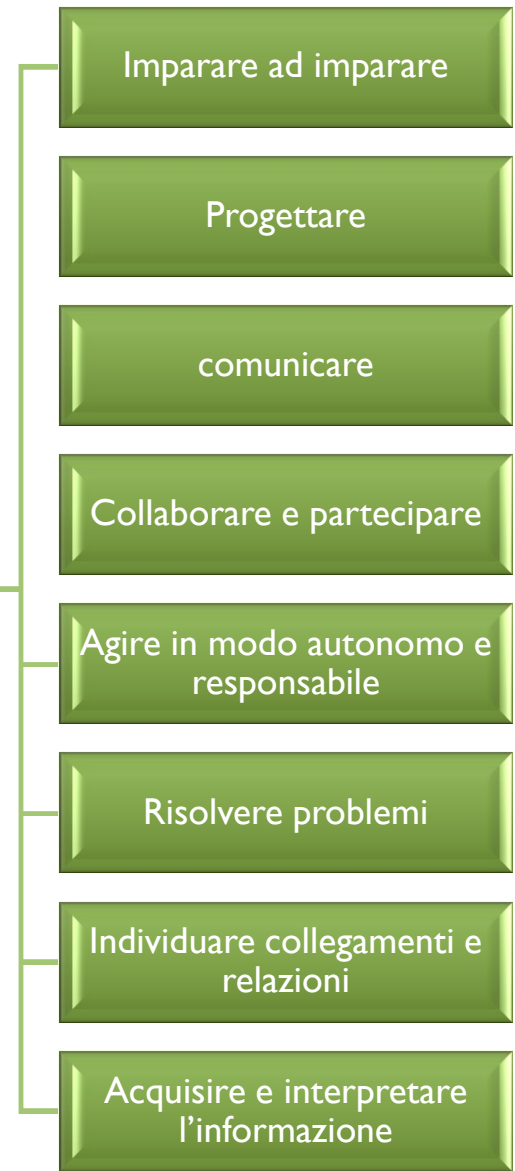 Imparare ad imparare
Progettare
comunicare
Collaborare e partecipare
Agire in modo autonomo e
responsabile
Risolvere problemi
Individuare collegamenti e
relazioni
Acquisire e interpretare
l’informazione